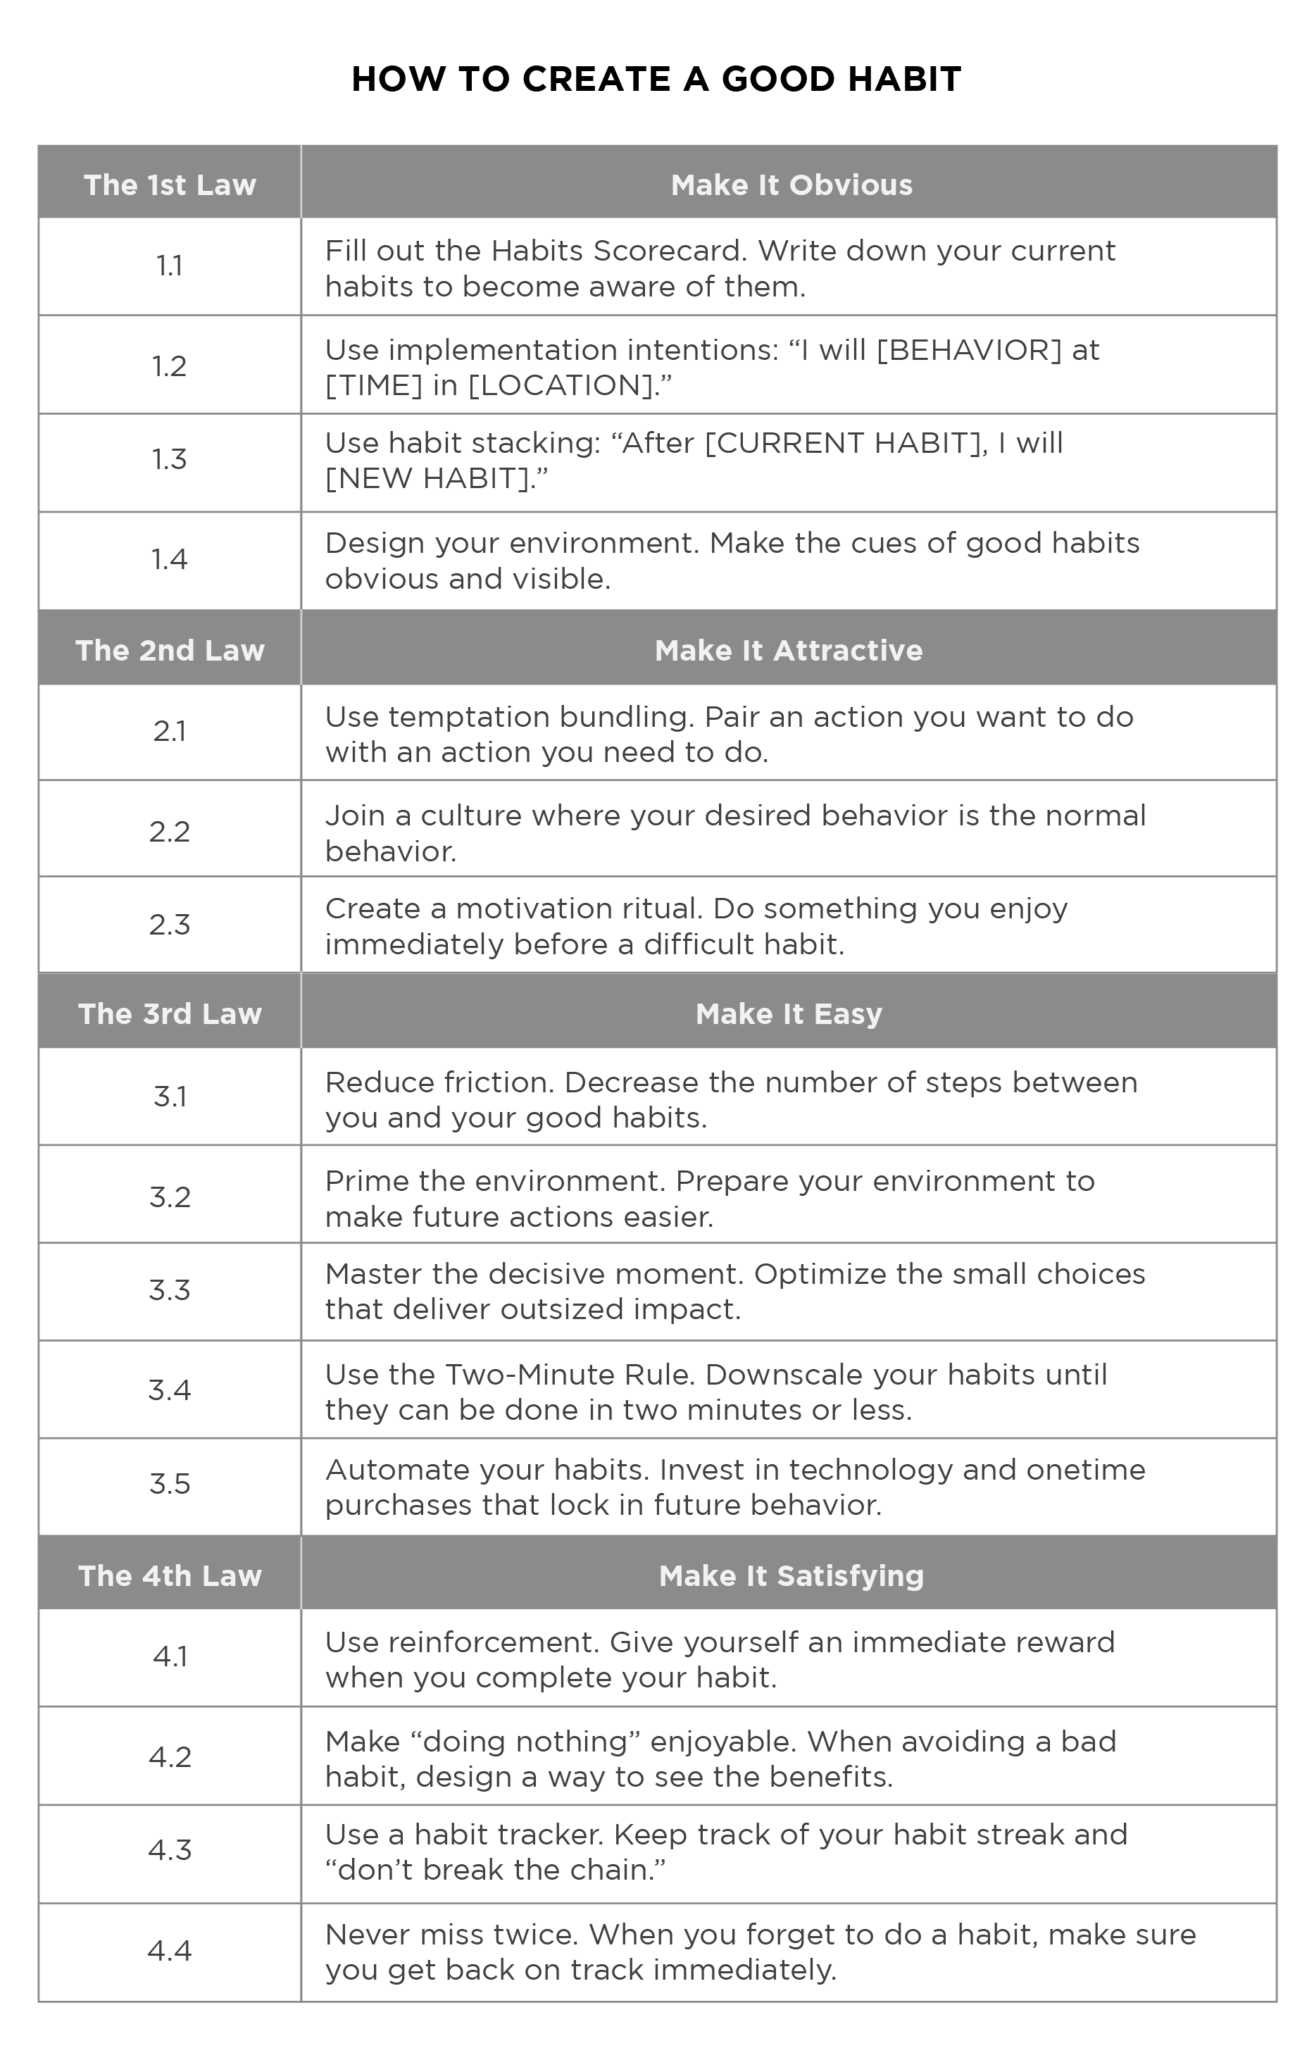 HOW TO CREATE A GOOD HABIT
The 1st Law
Make It Obvious
1.1
Fill out the Habits Scorecard. Write down your current
habits to become aware of them.
1.2
Use implementation intentions: “I will [BEHAVIOR] at
[TIME] in [LOCATION].”
1.3
Use habit stacking: “After [CURRENT HABIT], I will
[NEW HABIT].”
1.4
Design your environment. Make the cues of good habits
obvious and visible.
The 2nd Law
Make It Attractive
2.1
Use temptation bundling. Pair an action you want to do
with an action you need to do.
2.2
Join a culture where your desired behavior is the normal
behavior.
2.3
Create a motivation ritual. Do something you enjoy
immediately before a difficult habit.
The 3rd Law
Make It Easy
3.1
Reduce friction. Decrease the number of steps between
you and your good habits.
3.2
Prime the environment. Prepare your environment to
make future actions easier.
3.3
Master the decisive moment. Optimize the small choices
that deliver outsized impact.
3.4
Use the Two-Minute Rule. Downscale your habits until
they can be done in two minutes or less.
3.5
Automate your habits. Invest in technology and onetime
purchases that lock in future behavior.
The 4th Law
Make It Satisfying
4.1
Use reinforcement. Give yourself an immediate reward
when you complete your habit.
4.2
Make “doing nothing” enjoyable. When avoiding a bad
habit, design a way to see the benefits.
4.3
Use a habit tracker. Keep track of your habit streak and
“don’t break the chain.”
4.4
Never miss twice. When you forget to do a habit, make sure
you get back on track immediately.